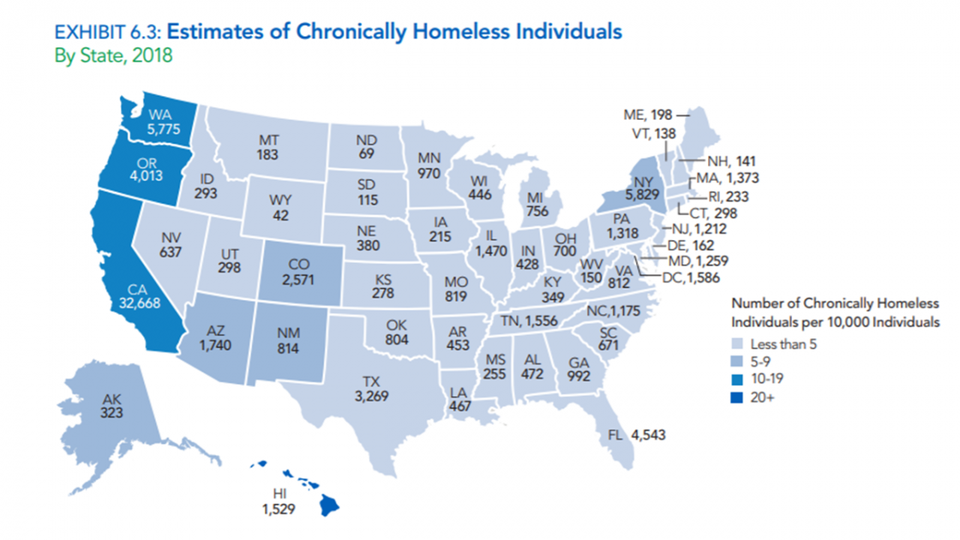 EXHIBIT 6.3: Estimates of Chronically Homeless Individuals
By State, 2018
WA
5,775
OR
4,013
CA
32,668
ID
293
NV
637
MT
183
WY
42
UT
298
CO
2,571
AZ
1,740
NM
814
ND
69
SD
115
NE
380
KS
278
OK
804
TX
3,269
MN
970
IA
215
MO
819
AR
453
LA
467
WI
446
IL
1,470
MI
756
IN
428
OH
700
KY
349
TN, 1,556
MS
255
AL
472
GA
992
FL 4,543
SC
671
NC,1,175
WV
150
VA
812
PA
1,318
NY
5,829
ME, 198
VT, 138
NH, 141
MA, 1,373
RI, 233
CT, 298
NJ, 1,212
DE, 162
MD, 1,259
DC,1,586
AK
323
HI
1,529
Number of Chronically Homeless
Individuals per 10,000 Individuals
Less than 5
5-9
10-19
20+